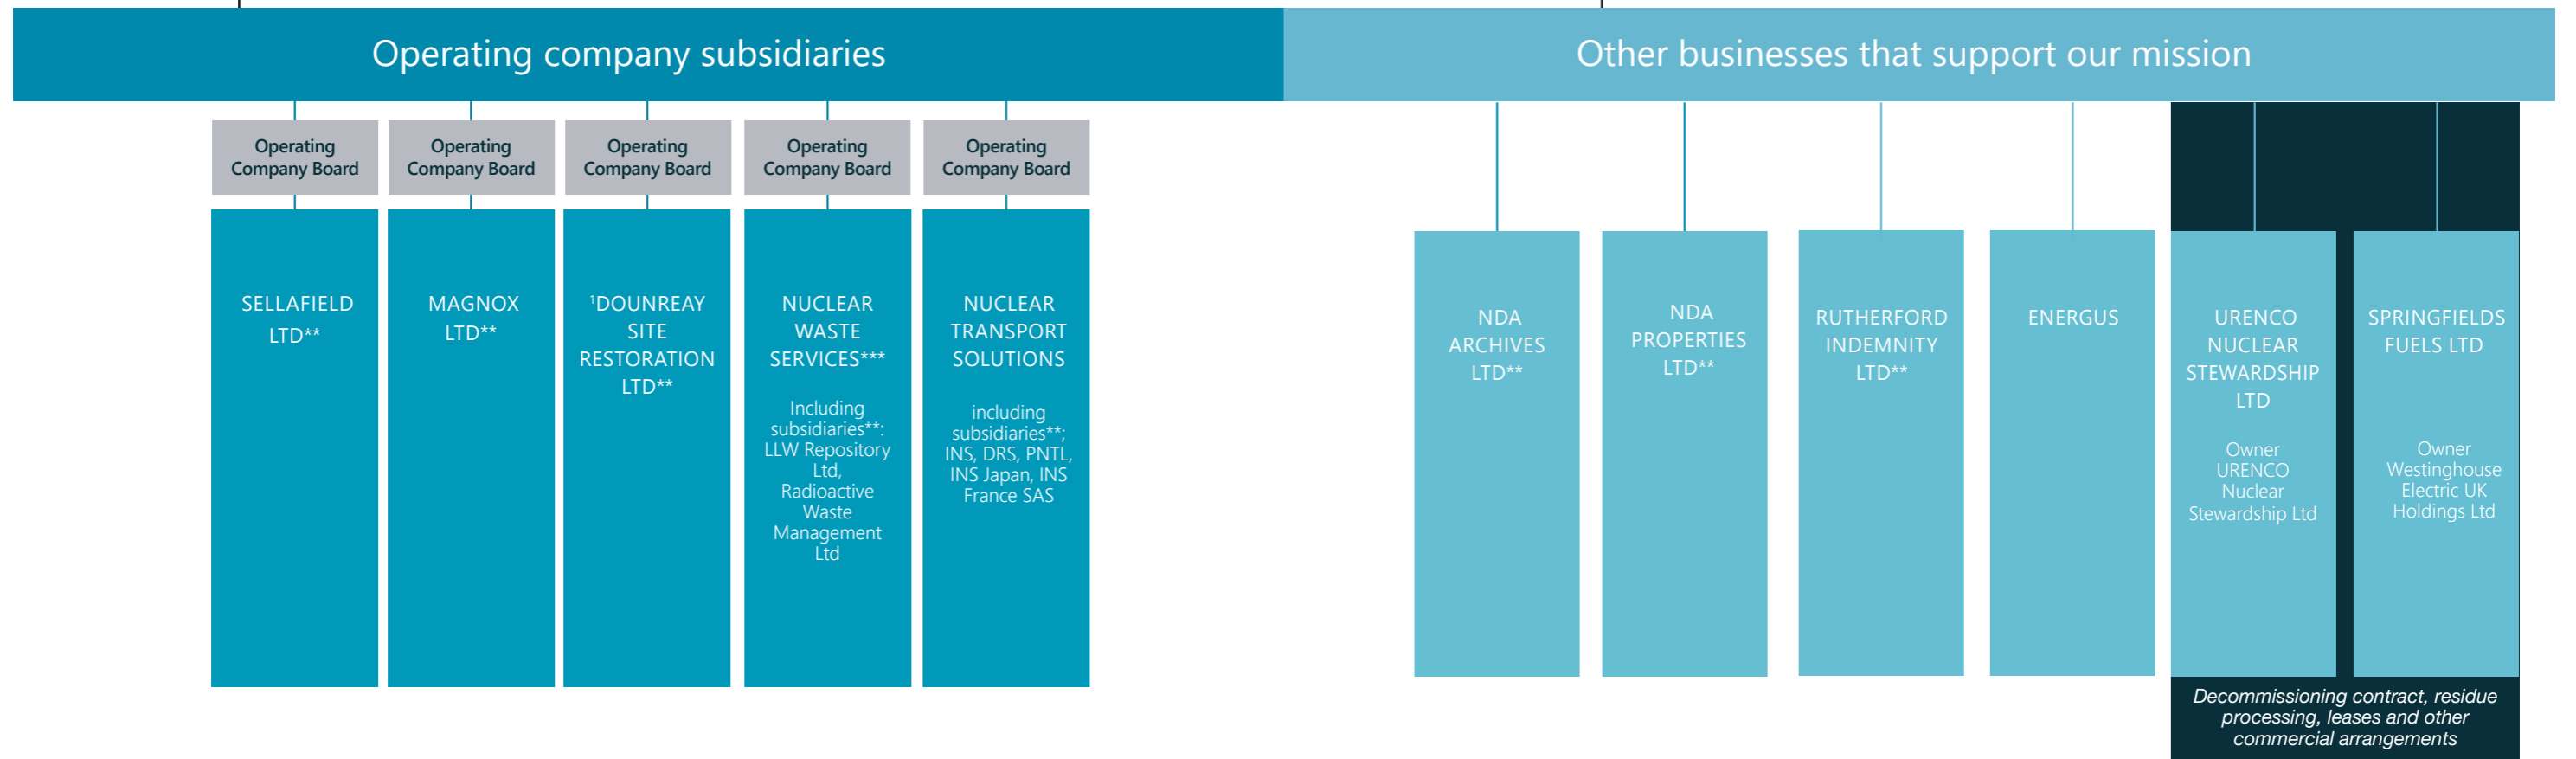 Operating company subsidiaries
Other businesses that support our mission
Operating
Company Board
Operating
Company Board
Operating
Company Board
Operating
Company Board
Operating
Company Board
SELLAFIELD
LTD**
MAGNOX
LTD**
¹DOUNREAY
SITE
RESTORATION
LTD**
NUCLEAR
WASTE
SERVICES***
Including
subsidiaries**:
LLW Repository
Ltd,
Radioactive
Waste
Management
Ltd
NUCLEAR
TRANSPORT
SOLUTIONS
including
subsidiaries**;
INS, DRS, PNTL,
INS Japan, INS
France SAS
NDA
ARCHIVES
LTD**
NDA
PROPERTIES
LTD**
RUTHERFORD
INDEMNITY
LTD**
ENERGUS
URENCO
NUCLEAR
STEWARDSHIP
LTD
Owner
URENCO
Nuclear
Stewardship Ltd
SPRINGFIELDS
FUELS LTD
Owner
Westinghouse
Electric UK
Holdings Ltd
Decommissioning contract, residue
processing, leases and other
commercial arrangements